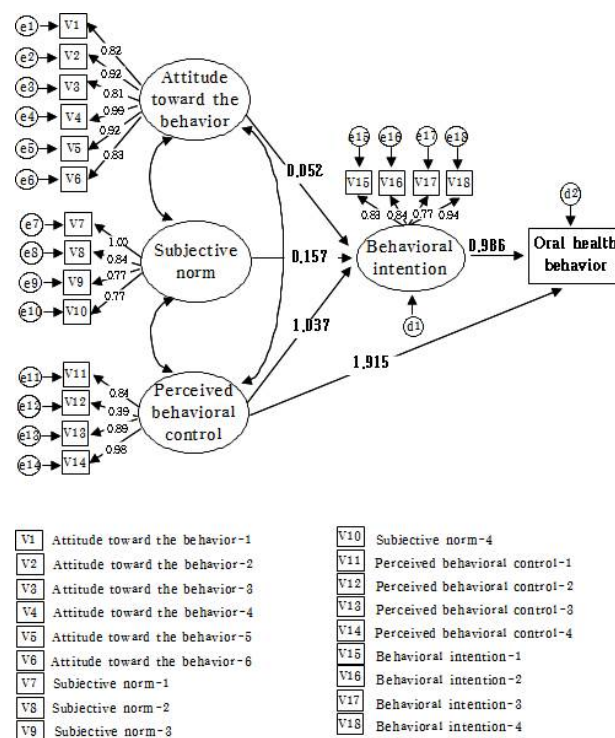 e1 V1
e2 V2
e3 V3
e4 V4
e5 V5
e6 V6
0.82
0.92
0.81
0.99
0.92
0.83
Attitude
toward the
behavior
e7 V7
e8 V8
e9 V9
e10 V10
1.00
0.84
0.77
0.77
Subjective
norm
e11 V11
e12 V12
e13 V13
e14 V14
0.84
0.39
0.89
0.98
Perceived
behavioral
control
0.052
0.157
1.037
1.915
e15 e16 e17 e18
V15 V16 V17 V18
0.83 0.84 0.77 0.94
Behavioral
intention
d1
0.986
d2
Oral health
behavior
V1 Attitude toward the behavior-1
V2 Attitude toward the behavior-2
V3 Attitude toward the behavior-3
V4 Attitude toward the behavior-4
V5 Attitude toward the behavior-5
V6 Attitude toward the behavior-6
V7 Subjective norm-1
V8 Subjective norm-2
V9 Subjective norm-3
V10 Subjective norm-4
V11 Perceived behavioral control-1
V12 Perceived behavioral control-2
V13 Perceived behavioral control-3
V14 Perceived behavioral control-4
V15 Behavioral intention-1
V16 Behavioral intention-2
V17 Behavioral intention-3
V18 Behavioral intention-4